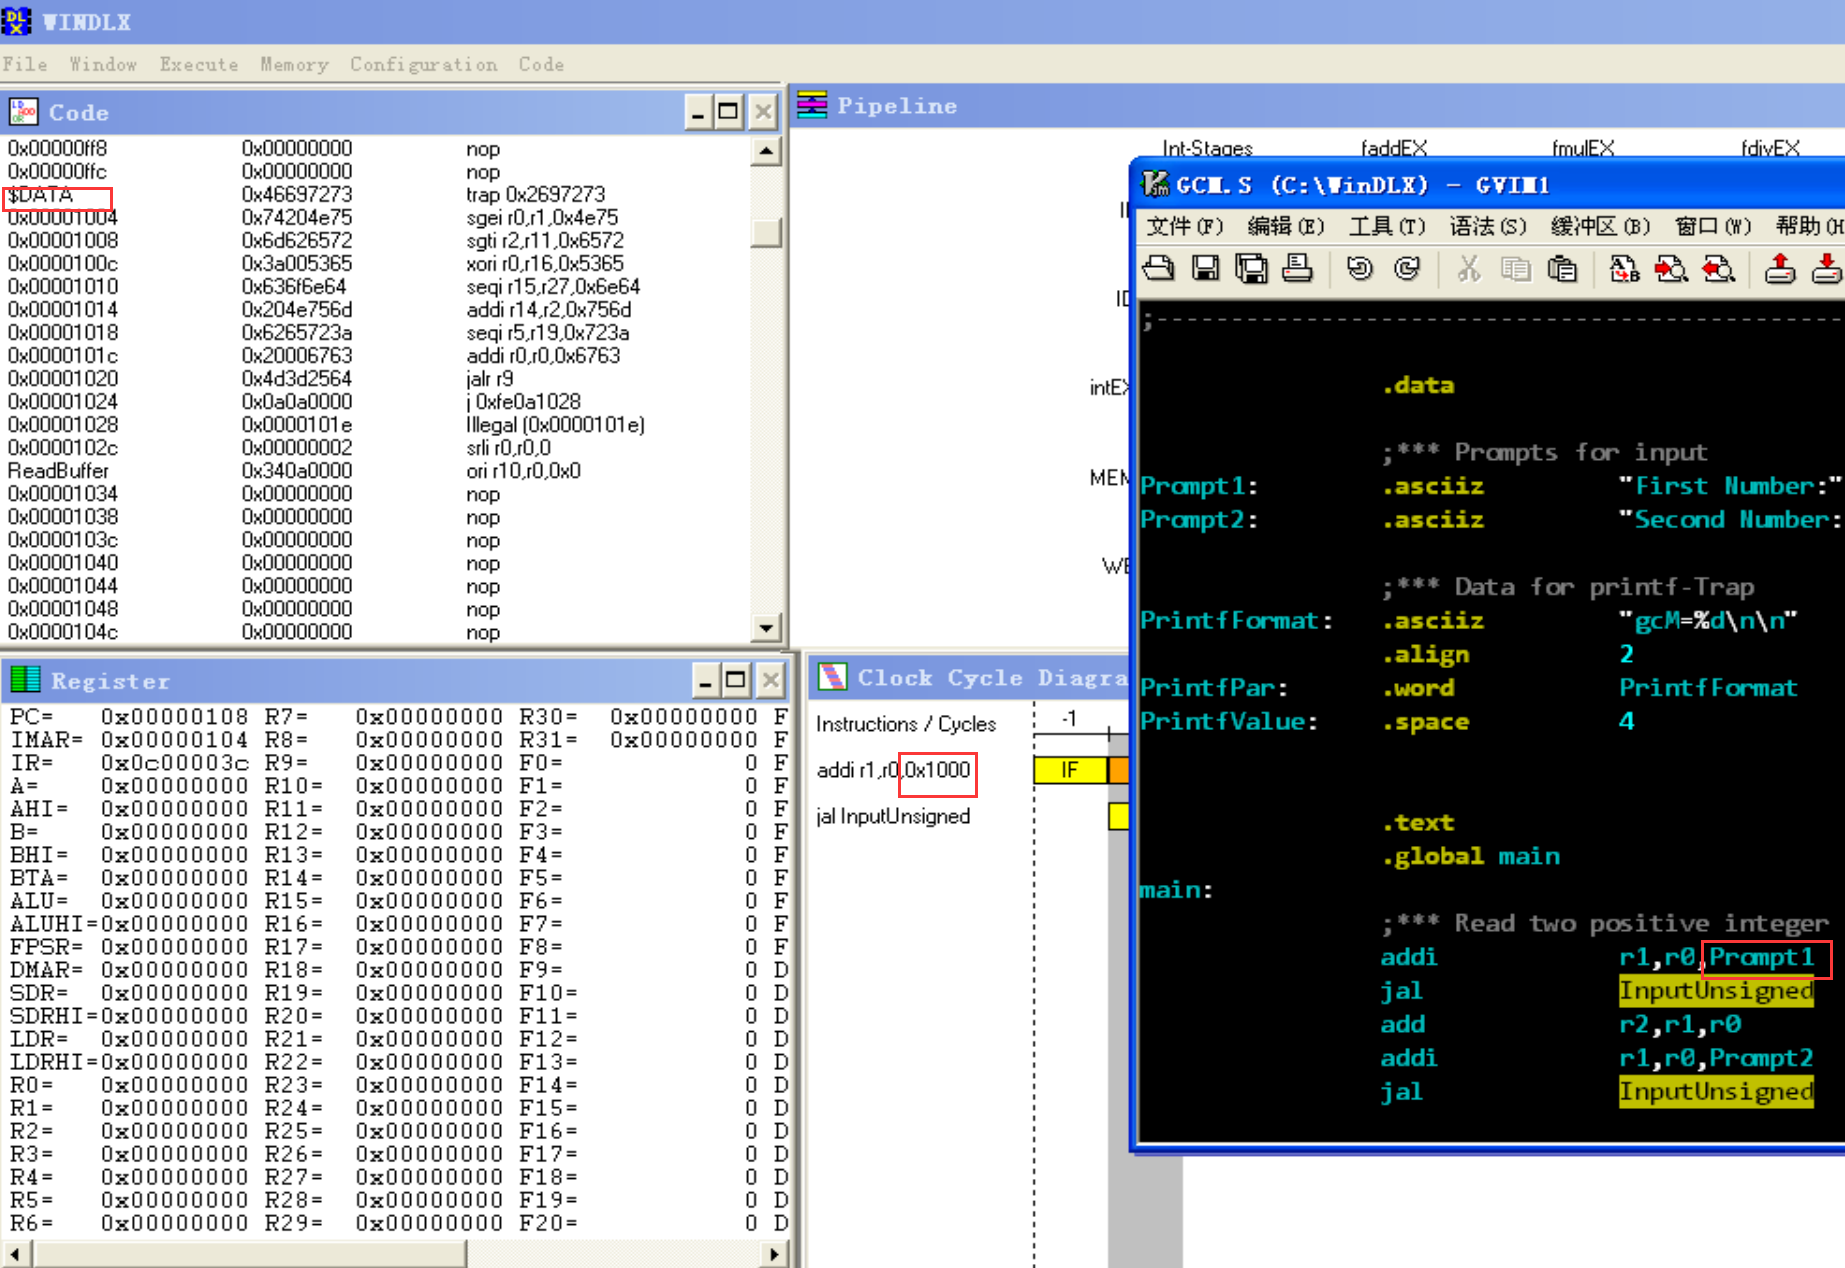 WINDLX
File Window Execute Memory Configuration Code
Code
0x00000ff8 0x00000000 nop
0x00000ffc 0x00000000 nop
$DATA 0x46697273 trap 0x2697273
0x00001004 0x74204e75 sgei r0,r1,0x4e75
0x00001008 0x6d626572 sgti r2,r11,0x6572
0x0000100c 0x3a005365 xori r0,r16,0x5365
0x00001010 0x636f6e64 seqi r15,r27,0x6e64
0x00001014 0x204e756d addi r14,r2,0x756d
0x00001018 0x6265723a seqi r5,r19,0x723a
0x0000101c 0x20006763 addi r0,r0,0x6763
0x00001020 0x4d3d2564 jalr r9
0x00001024 0x0a0a0000 j 0xfe0a1028
0x00001028 0x0000101e Illegal (0x0000101e)
0x0000102c 0x00000002 srli r0,r0,0
ReadBuffer 0x340a0000 ori r10,r0,0x0
0x00001034 0x00000000 nop
0x00001038 0x00000000 nop
0x0000103c 0x00000000 nop
0x00001040 0x00000000 nop
0x00001044 0x00000000 nop
0x00001048 0x00000000 nop
0x0000104c 0x00000000 nop
Register
PC= 0x00000108 R7= 0x00000000 R30= 0x00000000 F
IMAR= 0x00000104 R8= 0x00000000 R31= 0x00000000 F
IR= 0x0c00003c R9= 0x00000000 F0= 0 F
A= 0x00000000 R10= 0x00000000 F1= 0 F
AHI= 0x00000000 R11= 0x00000000 F2= 0 F
B= 0x00000000 R12= 0x00000000 F3= 0 F
BHI= 0x00000000 R13= 0x00000000 F4= 0 F
BTA= 0x00000000 R14= 0x00000000 F5= 0 F
ALU= 0x00000000 R15= 0x00000000 F6= 0 F
ALUHI=0x00000000 R16= 0x00000000 F7= 0 F
FPSR= 0x00000000 R17= 0x00000000 F8= 0 F
DMAR= 0x00000000 R18= 0x00000000 F9= 0 D
SDR= 0x00000000 R19= 0x00000000 F10= 0 D
SDRHI=0x00000000 R20= 0x00000000 F11= 0 D
LDR= 0x00000000 R21= 0x00000000 F12= 0 D
LDRHI=0x00000000 R22= 0x00000000 F13= 0 D
R0= 0x00000000 R23= 0x00000000 F14= 0 D
R1= 0x00000000 R24= 0x00000000 F15= 0 D
R2= 0x00000000 R25= 0x00000000 F16= 0 D
R3= 0x00000000 R26= 0x00000000 F17= 0 D
R4= 0x00000000 R27= 0x00000000 F18= 0 D
R5= 0x00000000 R28= 0x00000000 F19= 0 D
R6= 0x00000000 R29= 0x00000000 F20= 0 D
Pipeline
Int-Stages faddEX fmulEX fdivEX
intEX
MEM
Clock Cycle Diagra
Instructions / Cycles -1
addi r1,r0,0x1000 IF
jal InputUnsigned
GCM.S (C:\WinDLX) - GVIM1
文件(F) 编辑(E) 工具(T) 语法(S) 缓冲区(B) 窗口(W) 帮助(H
;---------------------------------------------------------
.data
;*** Prompts for input
Prompt1: .asciiz "First Number:"
Prompt2: .asciiz "Second Number:
;*** Data for printf-Trap
PrintfFormat: .asciiz "gcM=%d\n\n"
.align 2
PrintfPar: .word PrintfFormat
PrintfValue: .space 4
.text
.global main
main:
;*** Read two positive integer
addi r1,r0,Prompt1
jal InputUnsigned
add r2,r1,r0
addi r1,r0,Prompt2
jal InputUnsigned